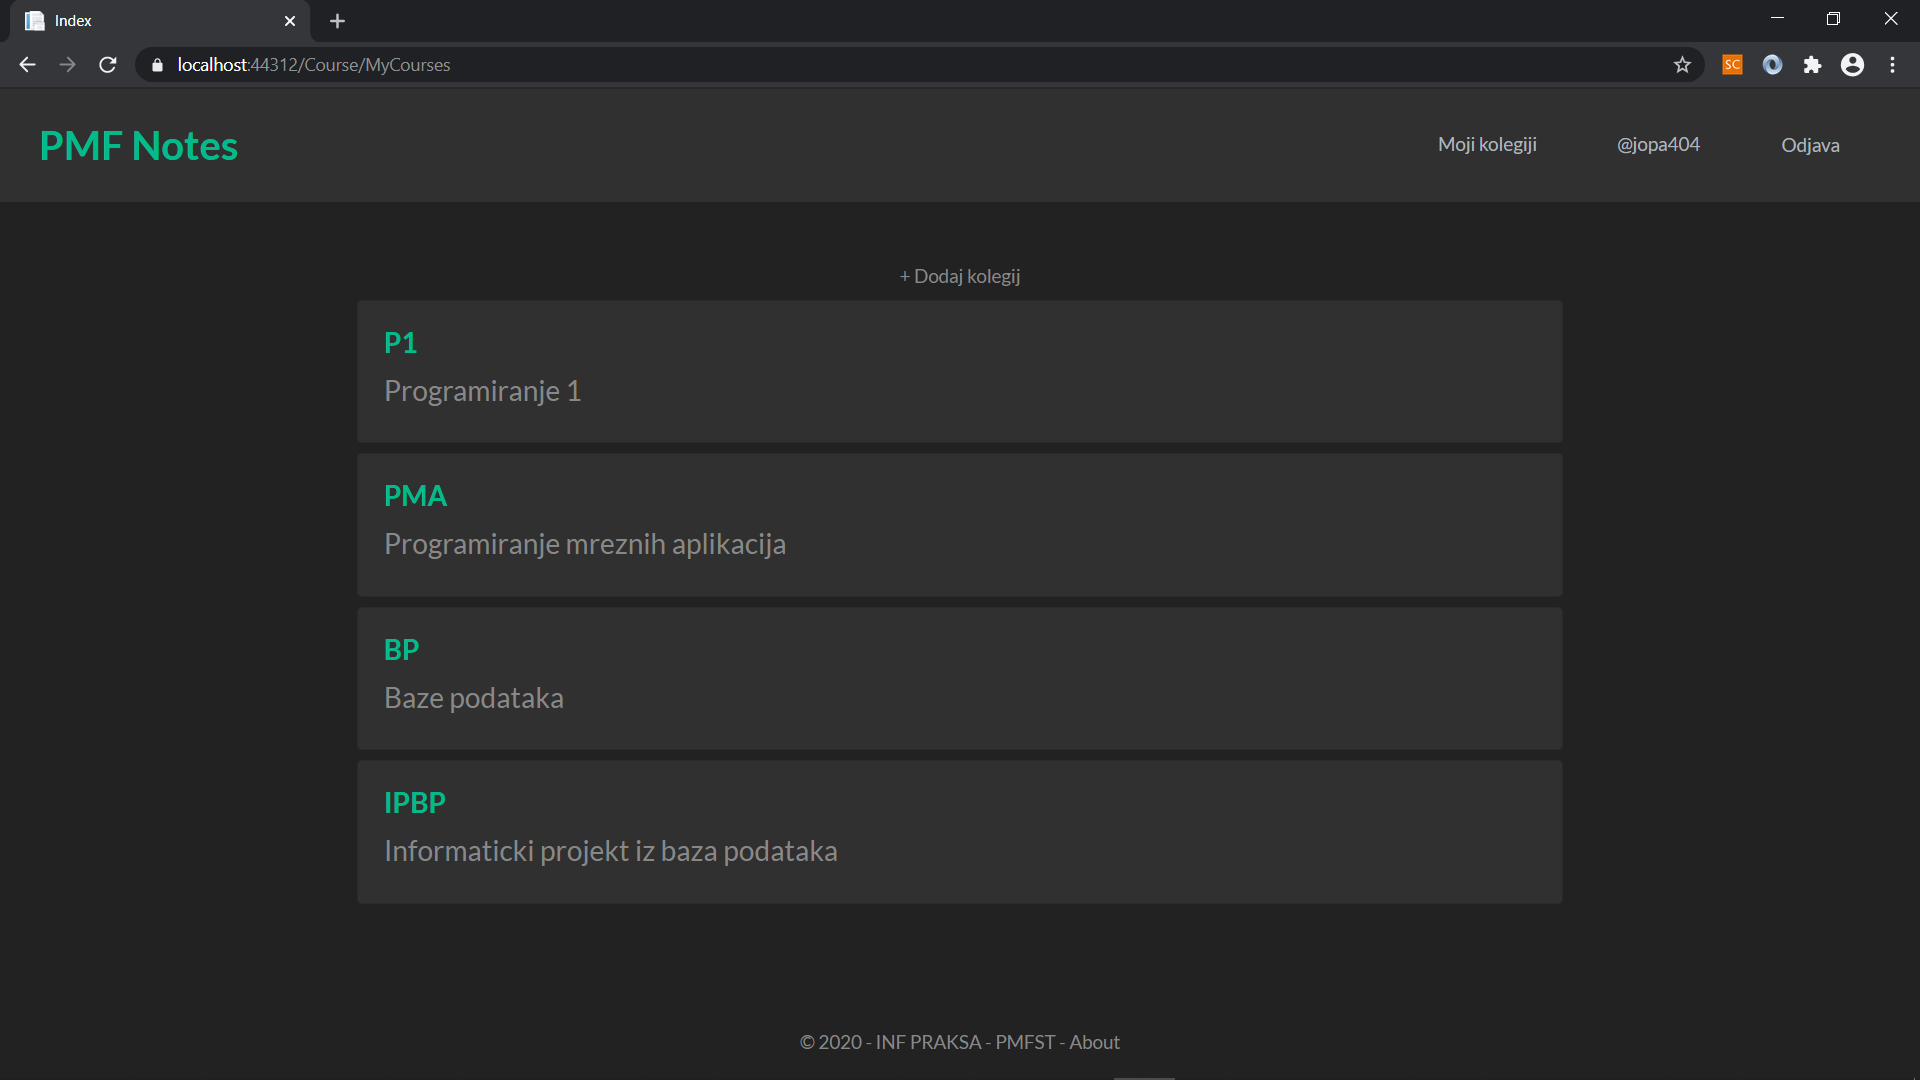 Index
localhost:44312/Course/MyCourses
SC
PMF Notes
Moji kolegiji
@jopa404
Odjava
+ Dodaj kolegij
P1
Programiranje 1
PMA
Programiranje mreznih aplikacija
BP
Baze podataka
IPBP
Informaticki projekt iz baza podataka
© 2020 - INF PRAKSA - PMFST - About